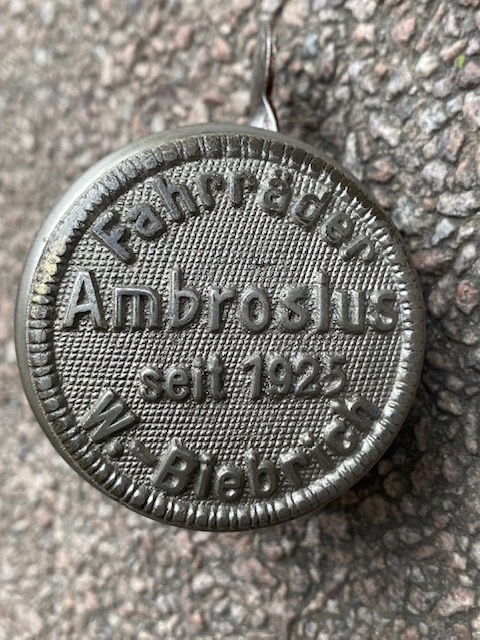 Fahrräder
Ambrosius
seit 1925
W.-Biebrich